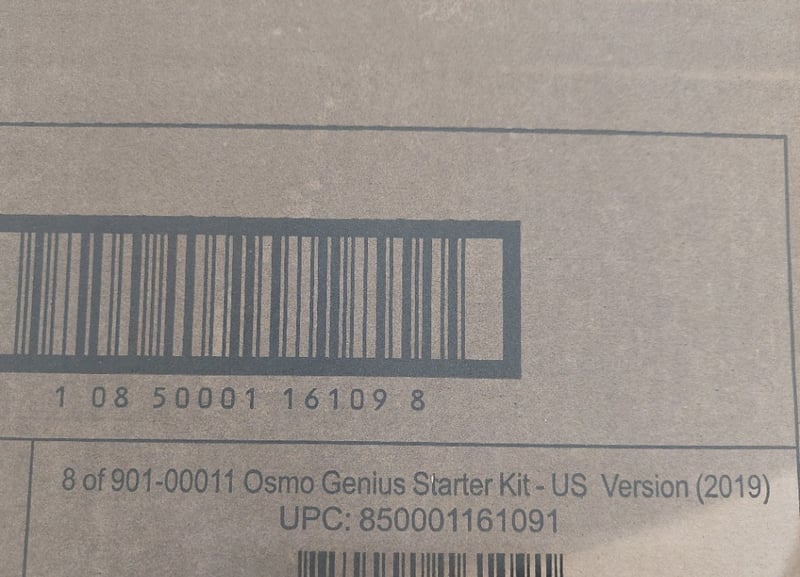 1 08 50001 16109 8
8 of 901-00011 Osmo Genius Starter Kit - US Version (2019)
UPC: 850001161091